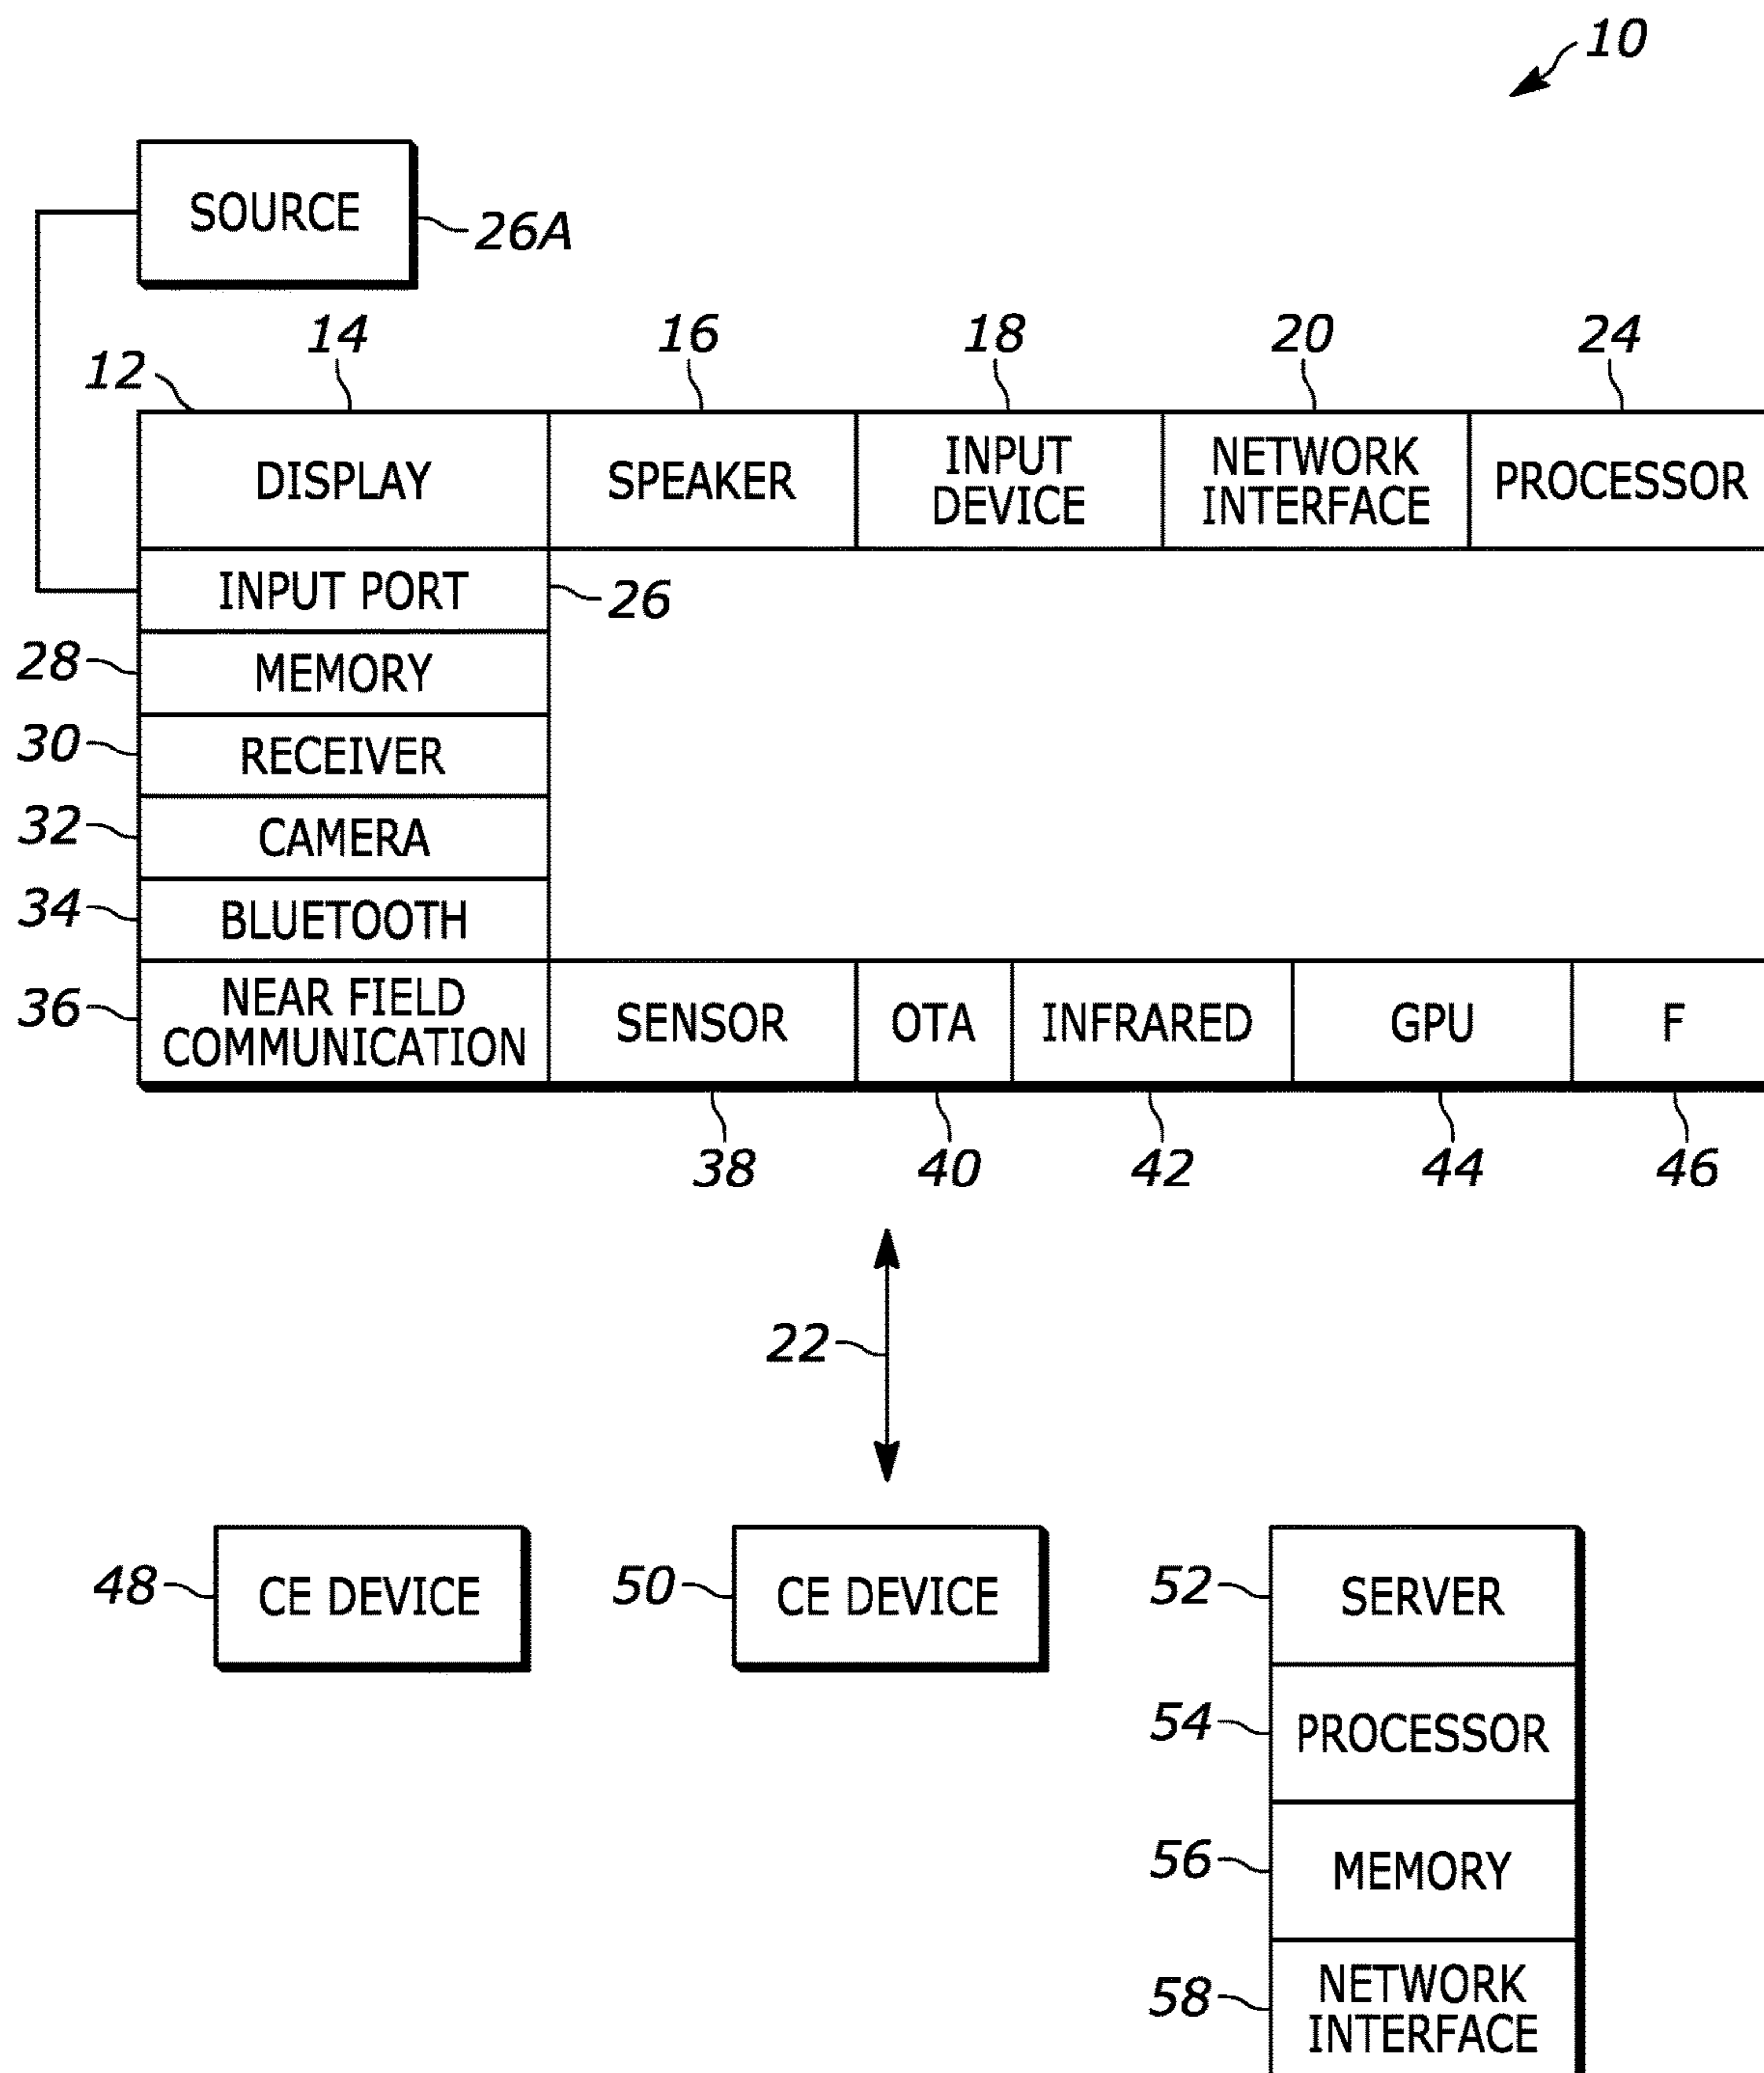 10
SOURCE
26A
12
14
16
18
20
24
DISPLAY
SPEAKER
INPUT
DEVICE
NETWORK
INTERFACE
PROCESSOR
INPUT PORT
26
28
MEMORY
30
RECEIVER
32
CAMERA
34
BLUETOOTH
36
NEAR FIELD
COMMUNICATION
SENSOR
OTA
INFRARED
GPU
F
38
40
42
44
46
22
48
CE DEVICE
50
CE DEVICE
52
SERVER
54
PROCESSOR
56
MEMORY
58
NETWORK
INTERFACE